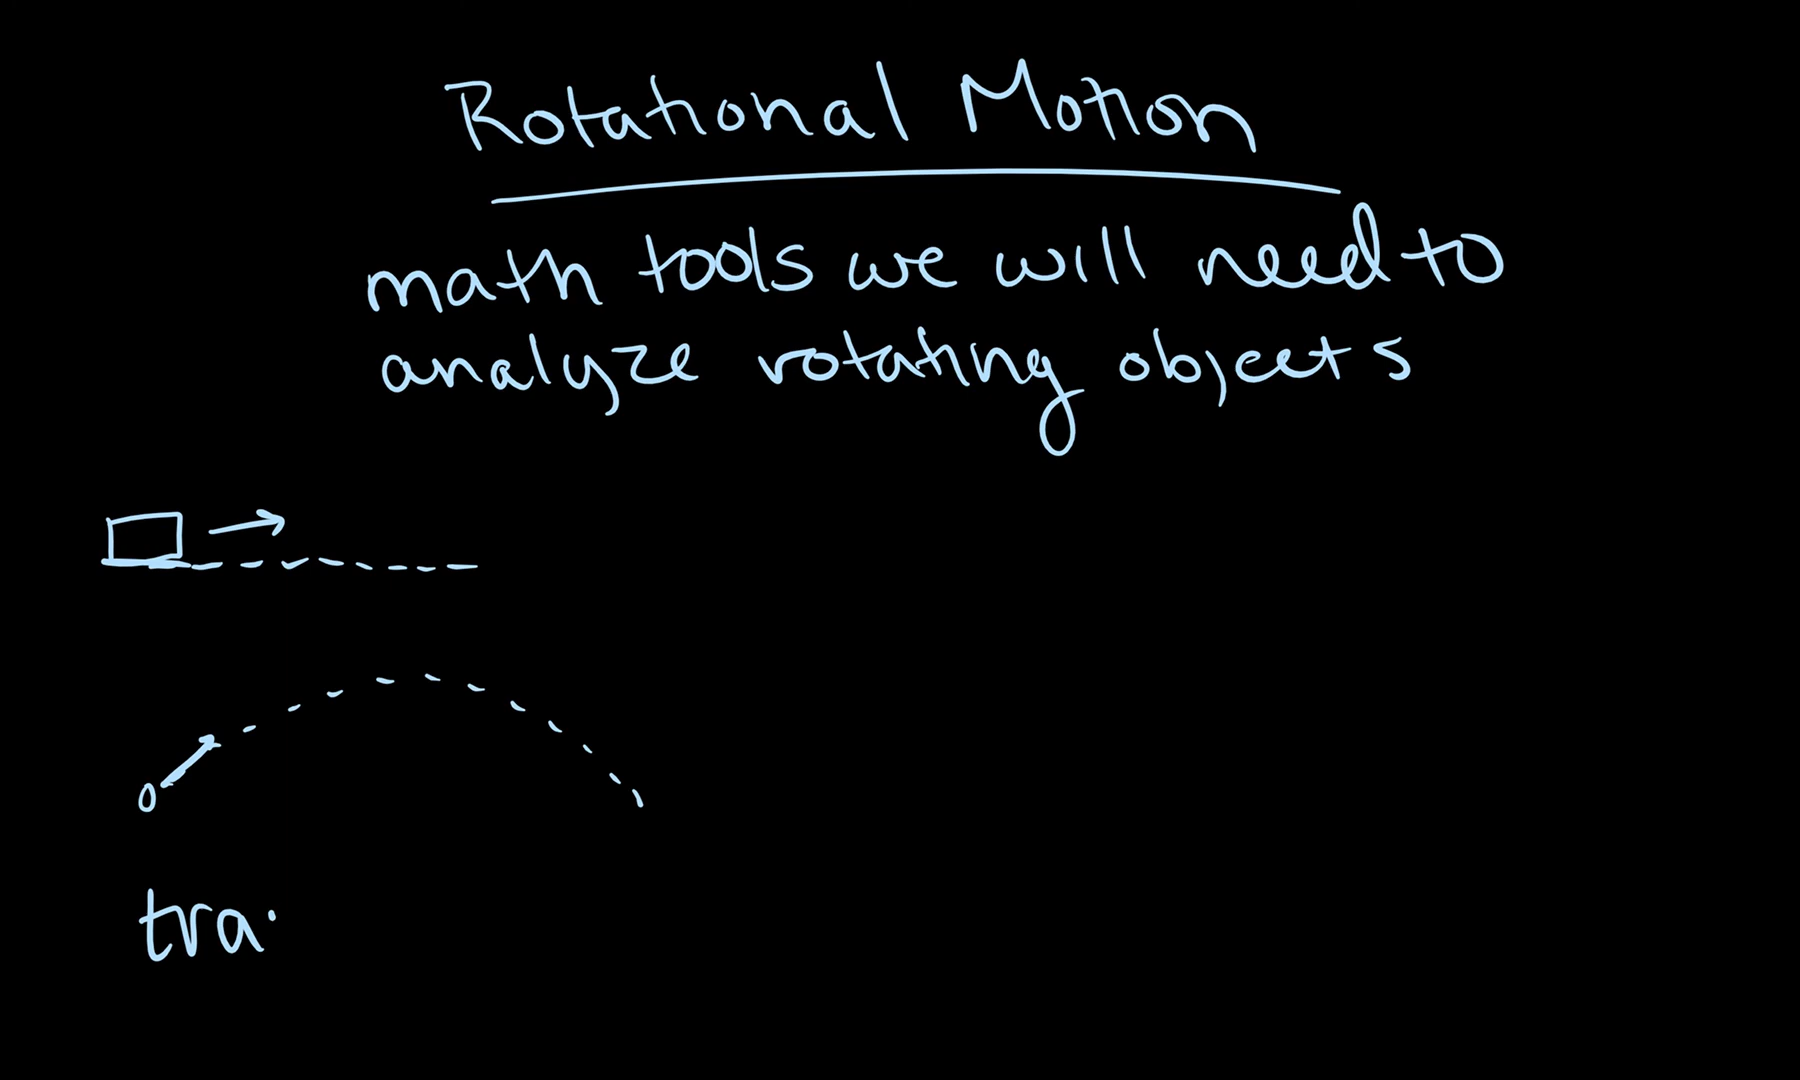 Rotational Motion
math tools we will need to
analyze rotating objects
tra